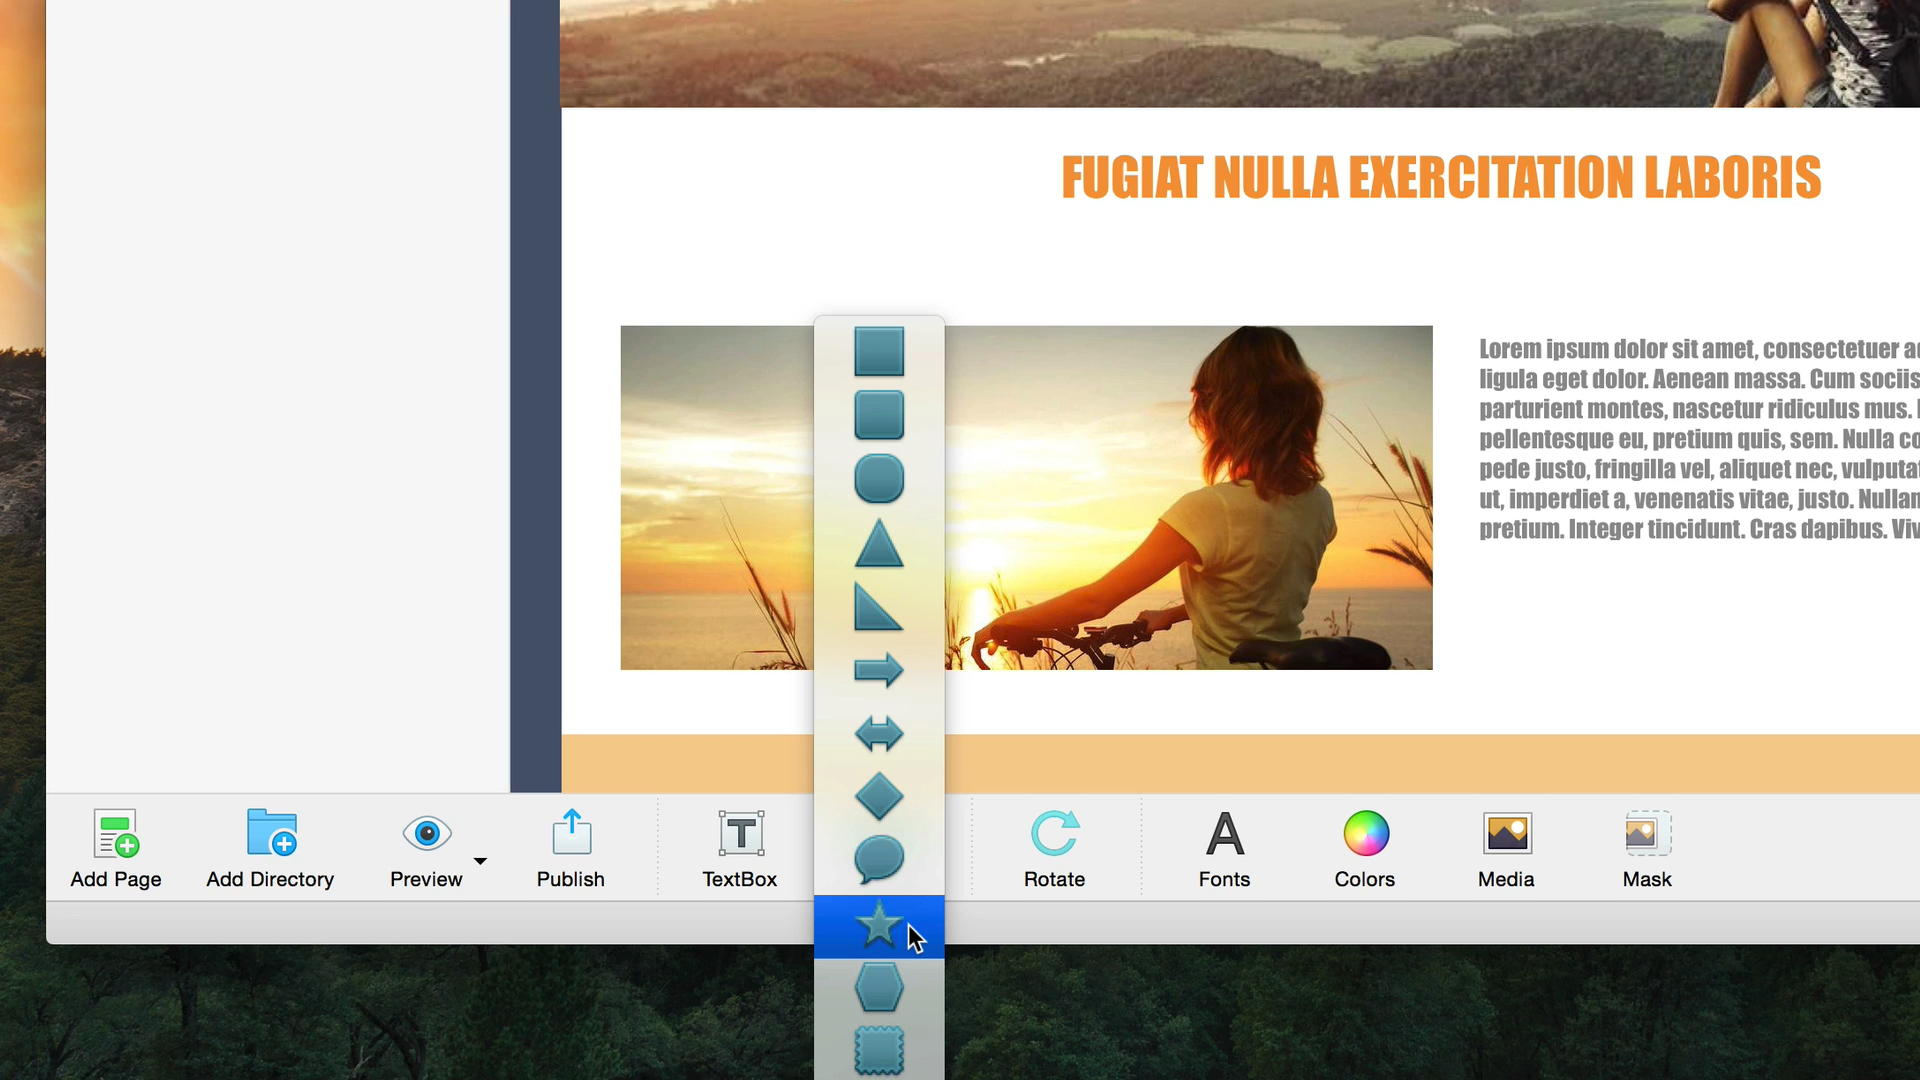 FUGIAT NULLA EXERCITATION LABORIS
Lorem ipsum dolor sit amet, consectetuer
ligula eget dolor. Aenean massa. Cum sociis
parturient montes, nascetur ridiculus mus.
pellentesque eu, pretium quis, sem. Nulla
pede justo, fringilla vel, aliquet nec,
ut, imperdiet a, venenatis vitae, justo. Nullam
pretium. Integer tincidunt. Cras dapibus.
Add Page
Add Directory
Preview
Publish
TextBox
Rotate
Fonts
Colors
Media
Mask